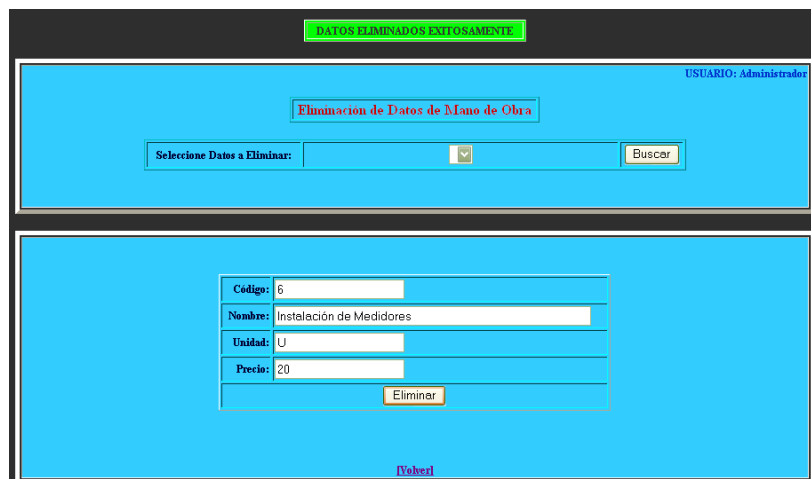 DATOS ELIMINADOS EXITOSAMENTE
USUARIO: Administrador
Eliminación de Datos de Mano de Obra
Seleccione Datos a Eliminar: Buscar
Código: 6
Nombre: Instalación de Medidores
Unidad: U
Precio: 20
Eliminar
[Volver]